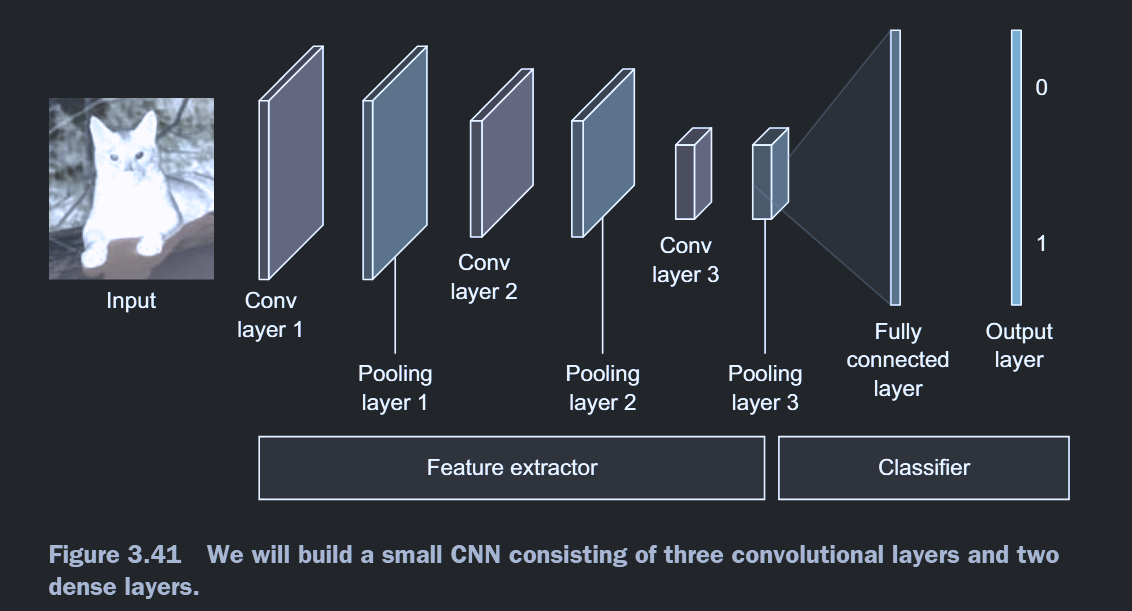 0
1
Input
Conv
layer 1
Pooling
layer 1
Conv
layer 2
Pooling
layer 2
Conv
layer 3
Pooling
layer 3
Fully
connected
layer
Output
layer
Feature extractor
Classifier
Figure 3.41 We will build a small CNN consisting of three convolutional layers and two
dense layers.